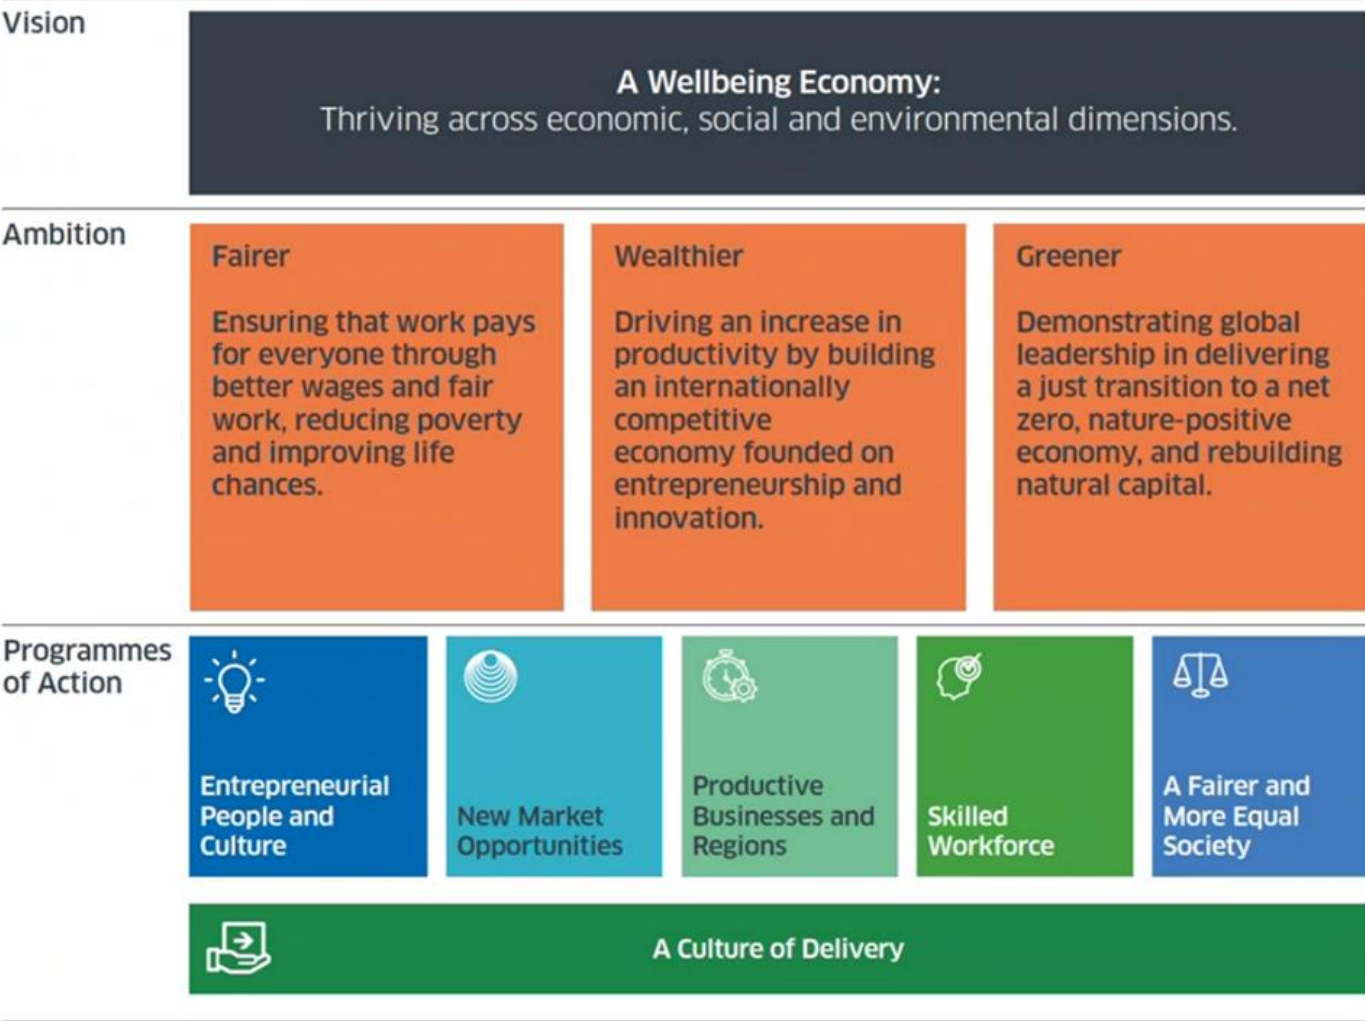 Vision
A Wellbeing Economy:
Thriving across economic, social and environmental dimensions.
Ambition
Fairer
Ensuring that work pays
for everyone through
better wages and fair
work, reducing poverty
and improving life
chances.
Wealthier
Driving an increase in
productivity by building
an internationally
competitive
economy founded on
entrepreneurship and
innovation.
Greener
Demonstrating global
leadership in delivering
a just transition to a net
zero, nature-positive
economy, and rebuilding
natural capital.
Programmes
of Action
Entrepreneurial
People and
Culture
New Market
Opportunities
Productive
Businesses and
Regions
Skilled
Workforce
A Fairer and
More Equal
Society
A Culture of Delivery